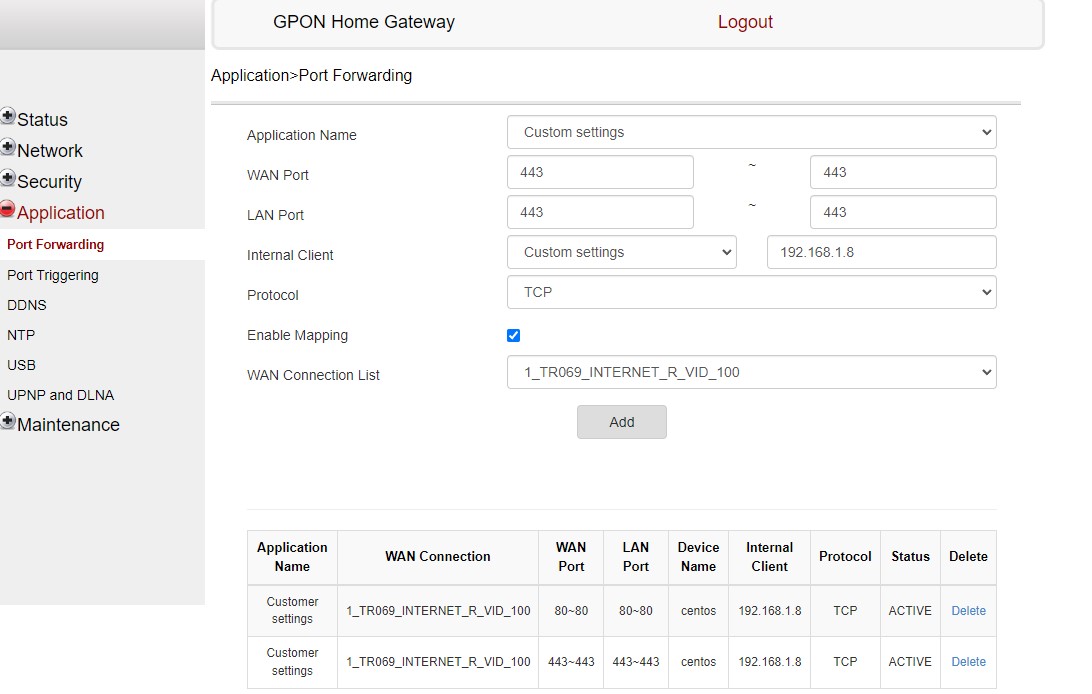 GPON Home Gateway
Logout
Application>Port Forwarding
Status
Network
Security
Application
Port Forwarding
Port Triggering
DDNS
NTP
USB
UPNP and DLNA
Maintenance
Application Name
Custom settings
WAN Port
443 ~ 443
LAN Port
443 ~ 443
Internal Client
Custom settings
192.168.1.8
Protocol
TCP
Enable Mapping
WAN Connection List
1_TR069_INTERNET_R_VID_100
Add
Application Name WAN Connection WAN Port LAN Port Device Name Internal Client Protocol Status Delete
Customer settings 1_TR069_INTERNET_R_VID_100 80~80 80~80 centos 192.168.1.8 TCP ACTIVE Delete
Customer settings 1_TR069_INTERNET_R_VID_100 443~443 443~443 centos 192.168.1.8 TCP ACTIVE Delete